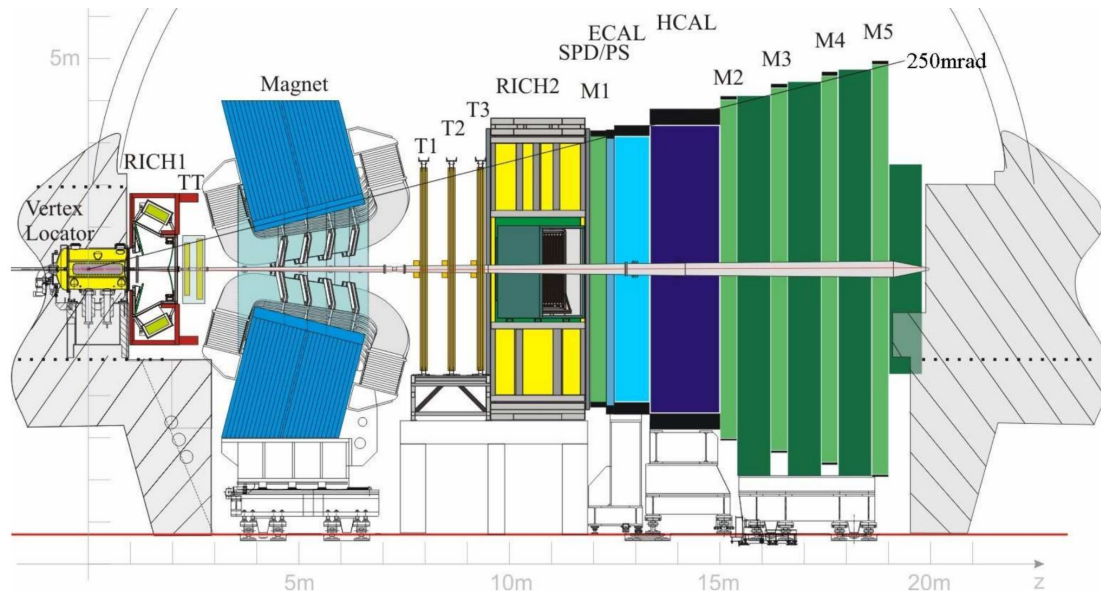 HCAL
ECAL
SPD/PS
M5
M4
M3
M2
5m
250mrad
RICH2
M1
Magnet
T3
T2
T1
RICH1
TT
Vertex
Locator
5m
10m
15m
20m
z